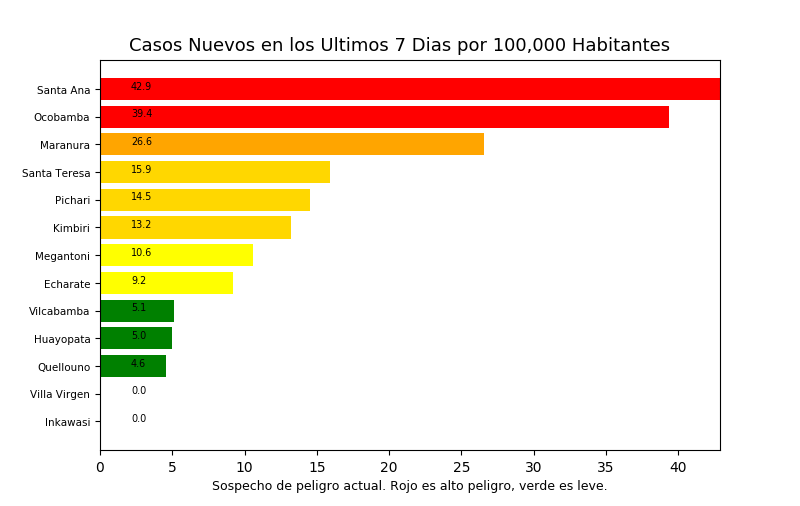 Casos Nuevos en los Ultimos 7 Dias por 100,000 Habitantes
Santa Ana 42.9
Ocobamba 39.4
Maranura 26.6
Santa Teresa 15.9
Pichari 14.5
Kimbiri 13.2
Megantoni 10.6
Echarate 9.2
Vilcabamba 5.1
Huayopata 5.0
Quellouno 4.6
Villa Virgen 0.0
Inkawasi 0.0
0 5 10 15 20 25 30 35 40
Sospecho de peligro actual. Rojo es alto peligro, verde es leve.